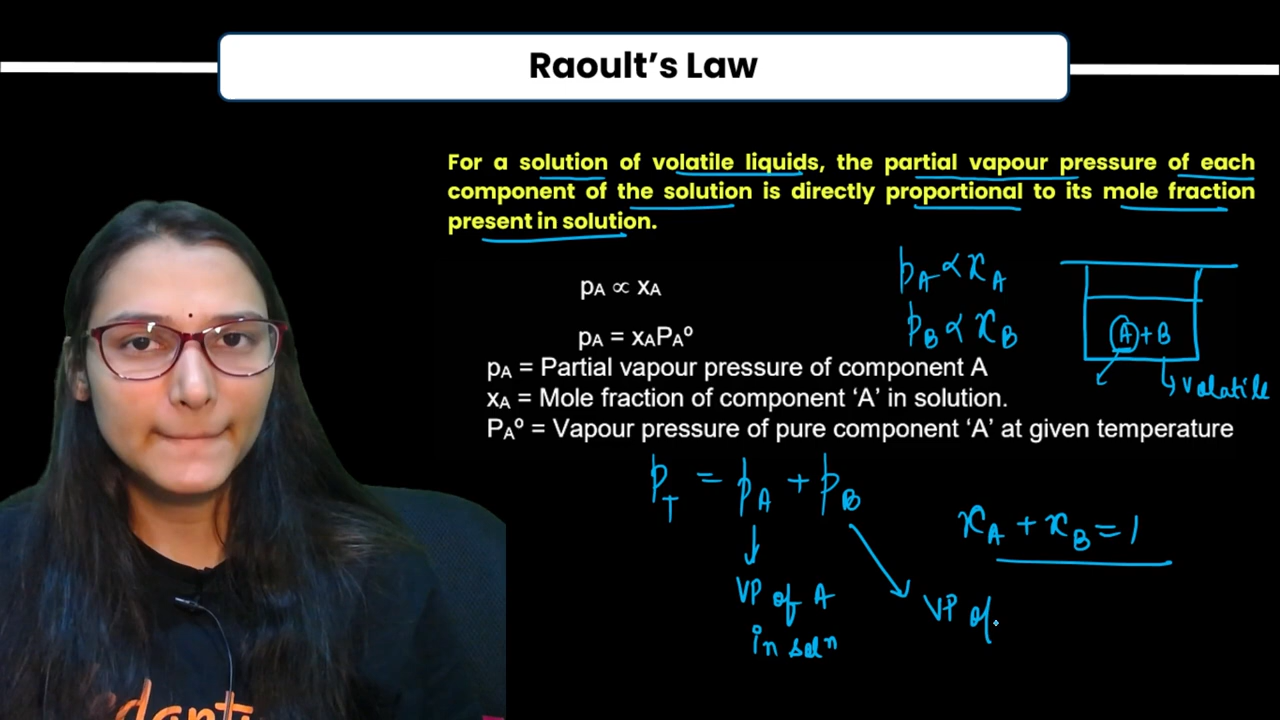 Raoult's Law
For a solution of volatile liquids, the partial vapour pressure of each
component of the solution is directly proportional to its mole fraction
present in solution.
pA ∝ xA
pA = xAPA⁰
pA = Partial vapour pressure of component A
xA = Mole fraction of component ‘A’ in solution.
PA⁰ = Vapour pressure of pure component ‘A’ at given temperature
pA ∝ xA
pB ∝ xB
A + B
volatile
pT = pA + pB
xA + xB = 1
VP of A
in soln
VP of